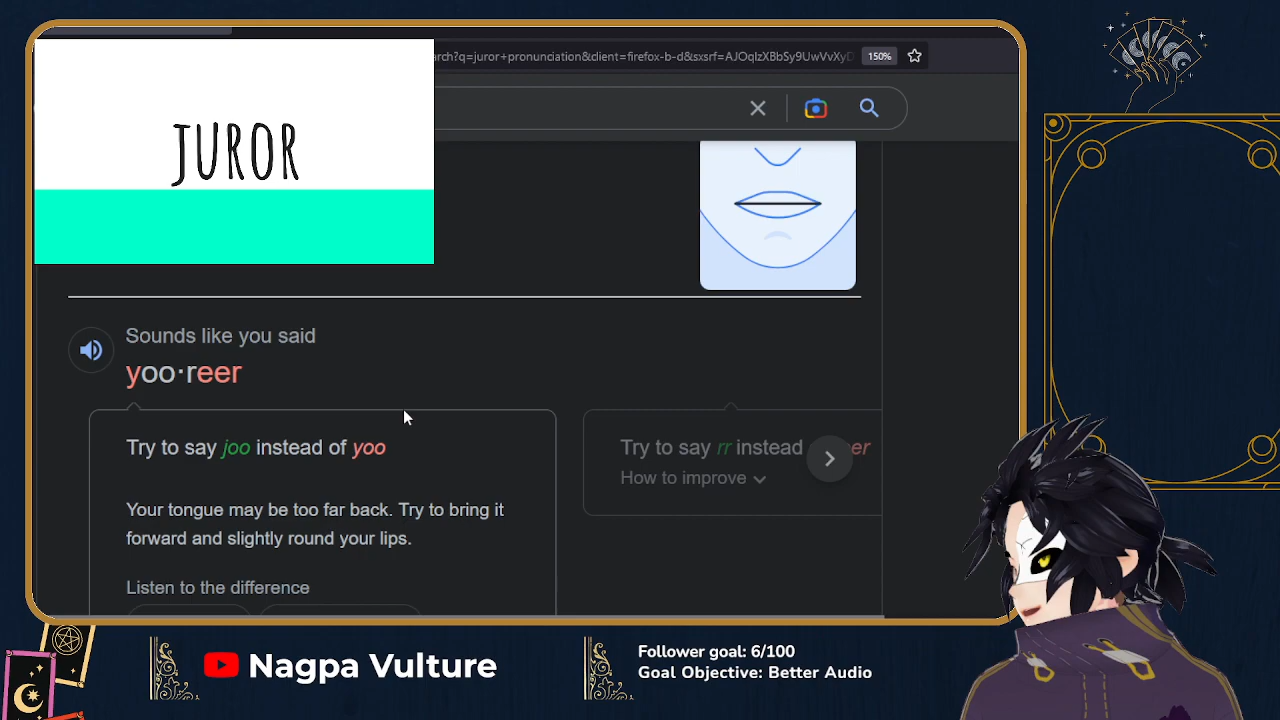 arch?q=juror+pronunciation&client=firefox-b-d&sxsrf=AJOqlzXBbSy9UwVvXyD
150%
JUROR
Sounds like you said
yoo·reer
Try to say joo instead of yoo
Your tongue may be too far back. Try to bring it
forward and slightly round your lips.
Listen to the difference
Try to say rr instead er
How to improve
Nagpa Vulture
Follower goal: 6/100
Goal Objective: Better Audio